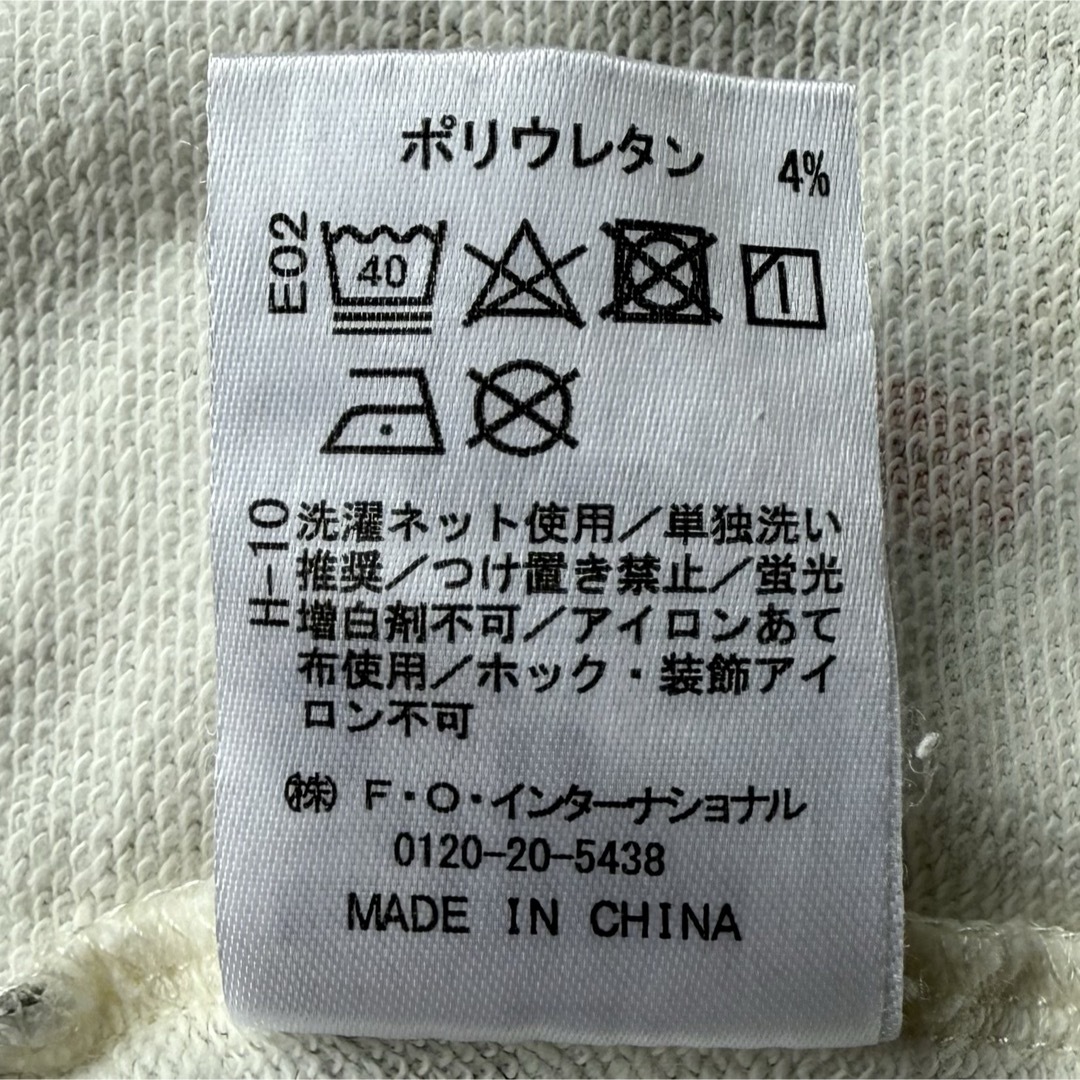 ポリウレタン 4%
E02
40
H-10
洗濯ネット使用／単独洗い
推奨／つけ置き禁止／蛍光
増白剤不可／アイロンあて
布使用／ホック・装飾アイ
ロン不可
㈱ F・O・インターナショナル
0120-20-5438
MADE IN CHINA